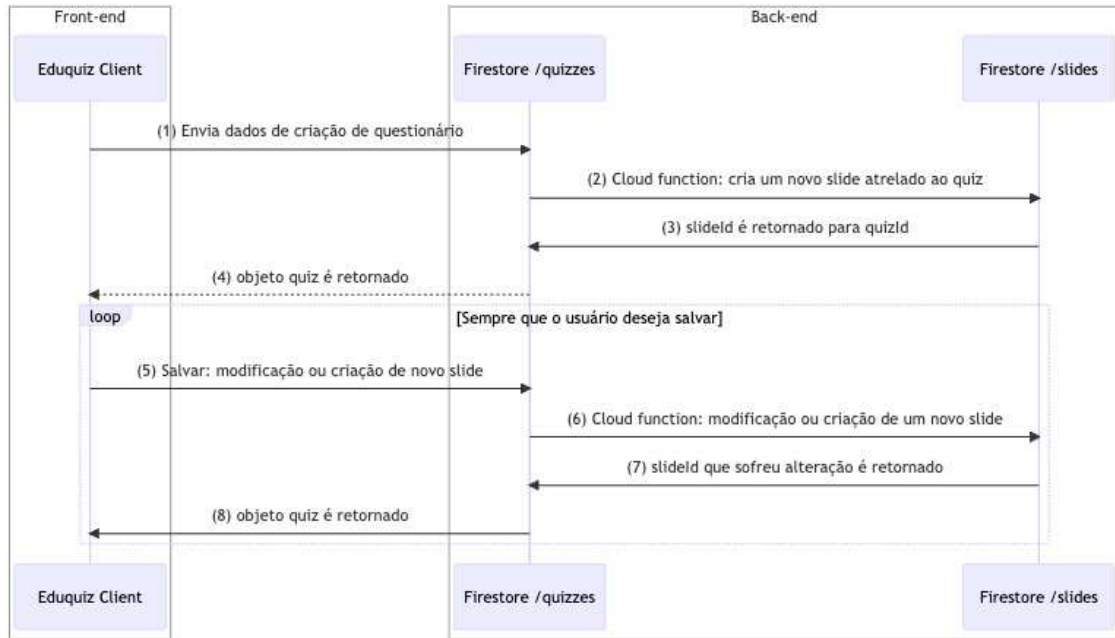 Front-end
Back-end
Eduquiz Client
Firestore /quizzes
Firestore /slides
(1) Envia dados de criação de questionário
(2) Cloud function: cria um novo slide atrelado ao quiz
(3) slideId é retornado para quizId
(4) objeto quiz é retornado
loop
[Sempre que o usuário deseja salvar]
(5) Salvar: modificação ou criação de novo slide
(6) Cloud function: modificação ou criação de um novo slide
(7) slideId que sofreu alteração é retornado
(8) objeto quiz é retornado
Eduquiz Client
Firestore /quizzes
Firestore /slides